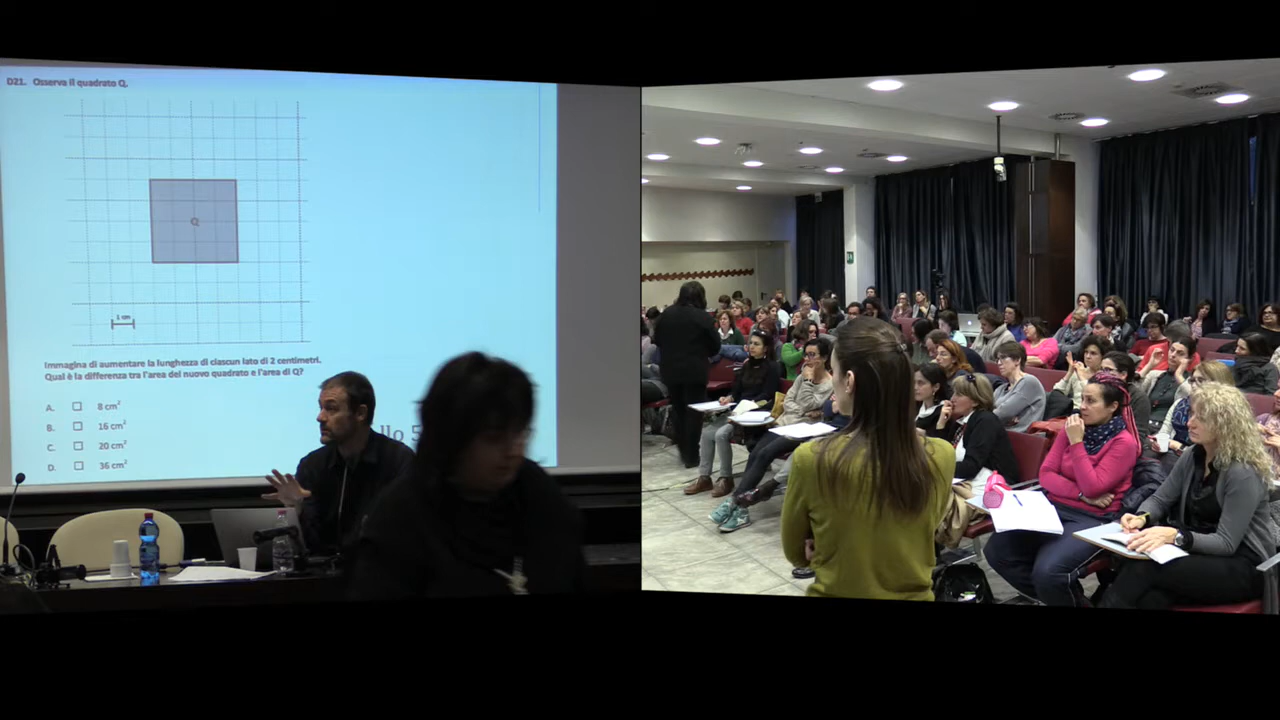 D21. Osserva il quadrato Q.
Q
1 cm
Immagina di aumentare la lunghezza di ciascun lato di 2 centimetri.
Qual è la differenza tra l'area del nuovo quadrato e l'area di Q?
A. ☐ 8 cm²
B. ☐ 16 cm²
C. ☐ 20 cm²
D. ☐ 36 cm²